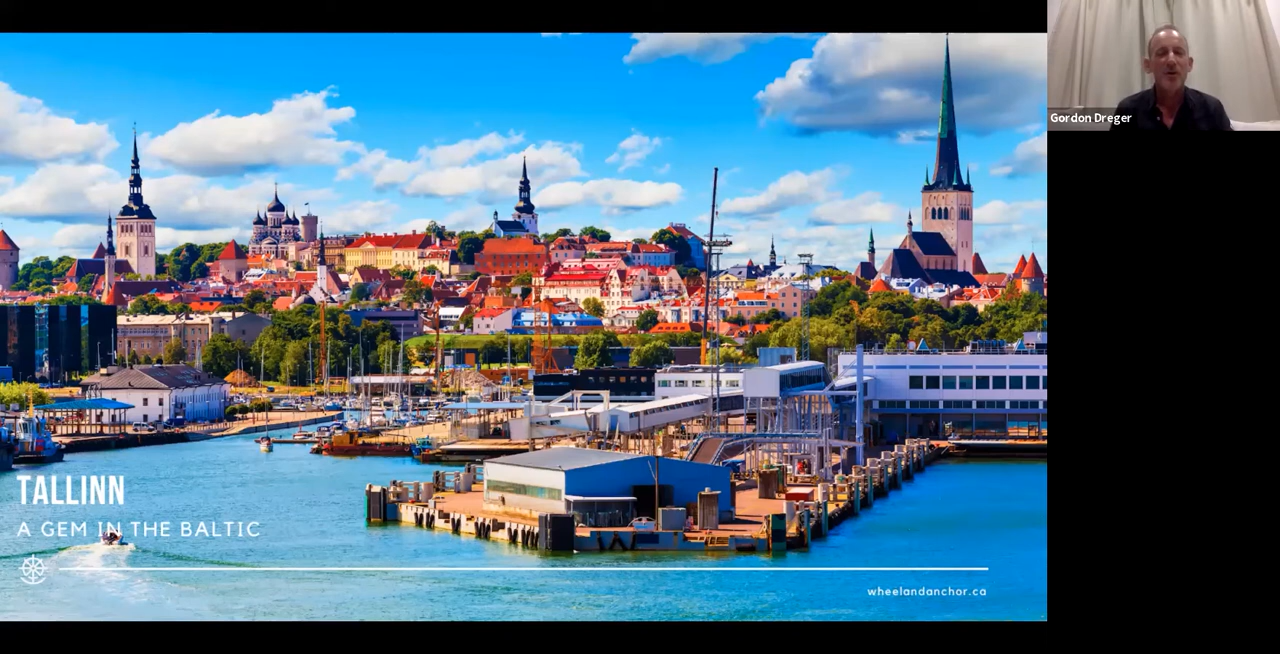 Gordon Dreger
TALLINN
A GEM IN THE BALTIC
wheelandanchor.ca